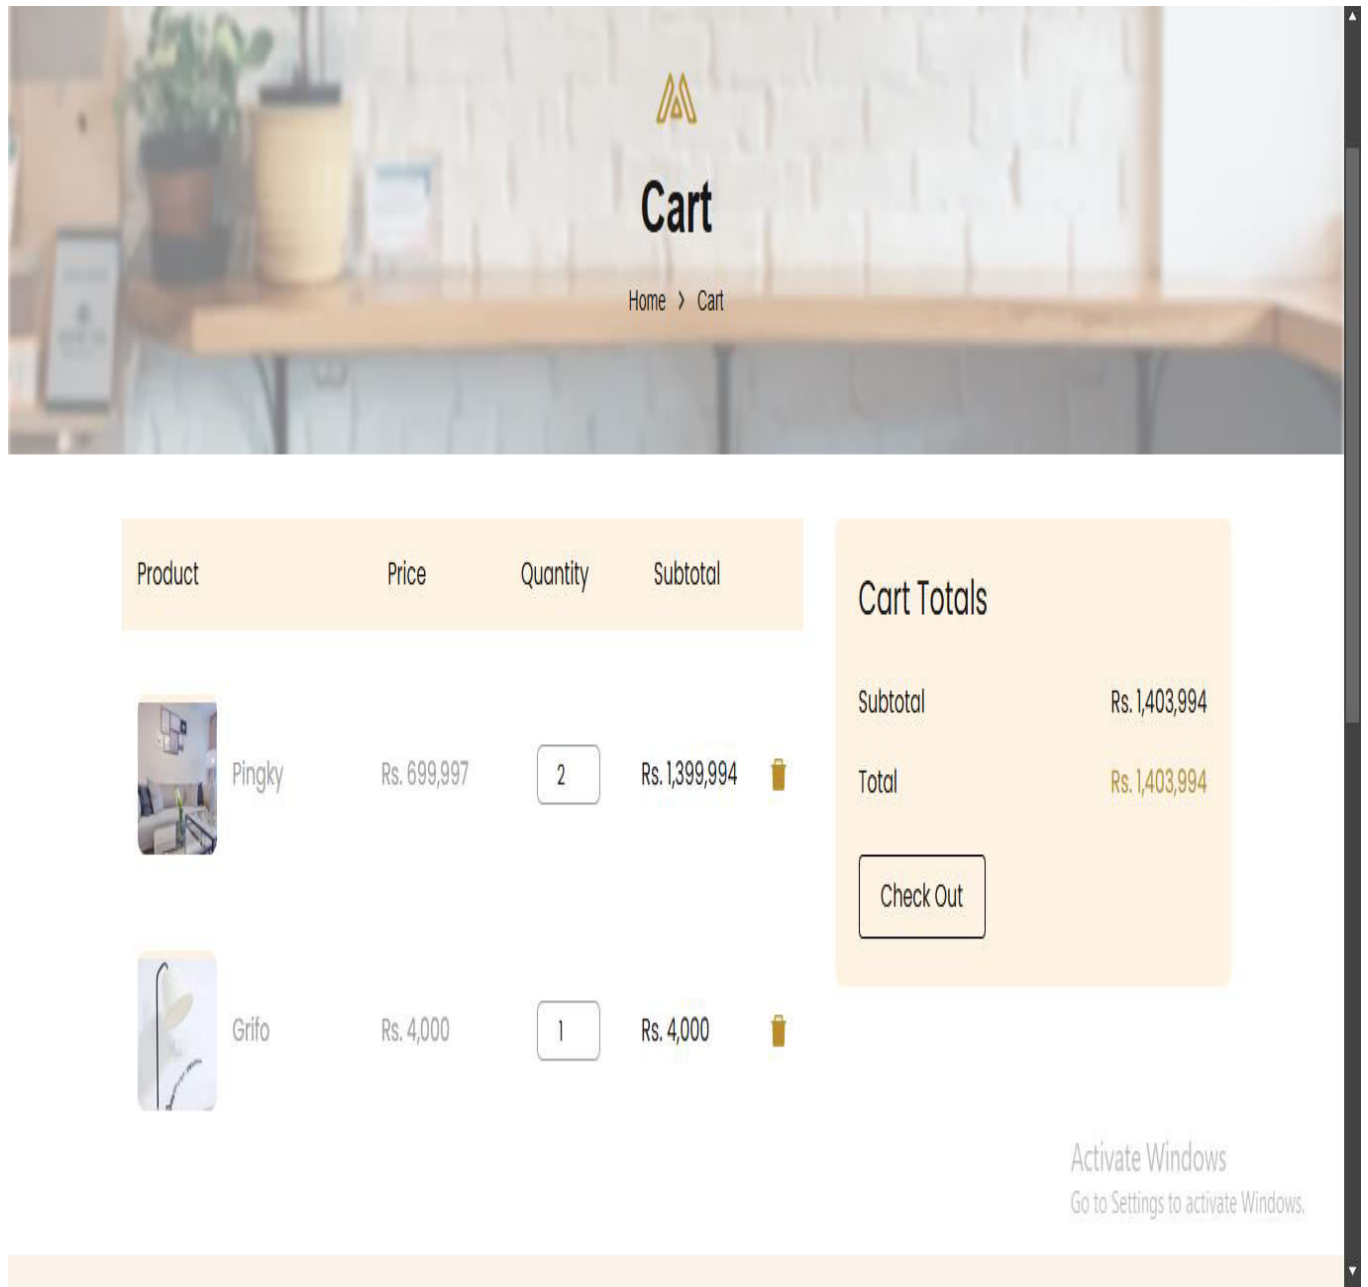 Cart
Home > Cart
Product Price Quantity Subtotal
Pingky Rs. 699,997 2 Rs. 1,399,994
Grifo Rs. 4,000 1 Rs. 4,000
Cart Totals
Subtotal Rs. 1,403,994
Total Rs. 1,403,994
Check Out
Activate Windows
Go to Settings to activate Windows.